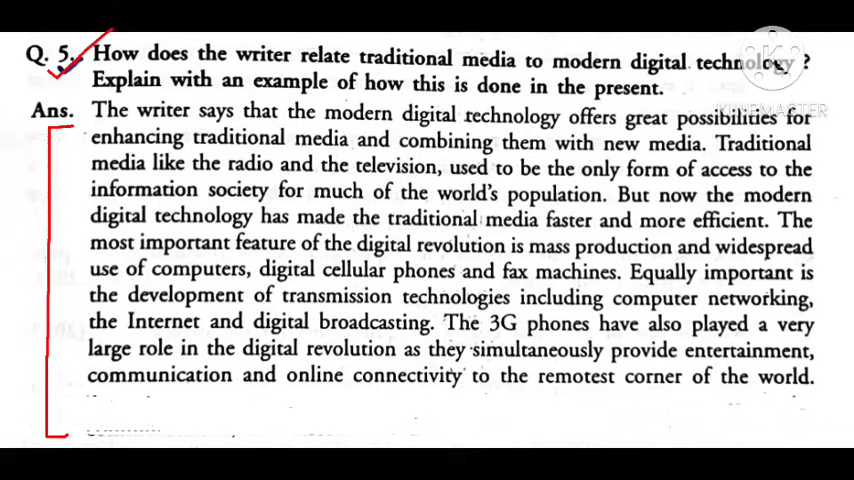 Q. 5. How does the writer relate traditional media to modern digital technology ?
Explain with an example of how this is done in the present.
Ans. The writer says that the modern digital technology offers great possibilities for
enhancing traditional media and combining them with new media. Traditional
media like the radio and the television, used to be the only form of access to the
information society for much of the world's population. But now the modern
digital technology has made the traditional media faster and more efficient. The
most important feature of the digital revolution is mass production and widespread
use of computers, digital cellular phones and fax machines. Equally important is
the development of transmission technologies including computer networking,
the Internet and digital broadcasting. The 3G phones have also played a very
large role in the digital revolution as they simultaneously provide entertainment,
communication and online connectivity to the remotest corner of the world.
KINEMASTER